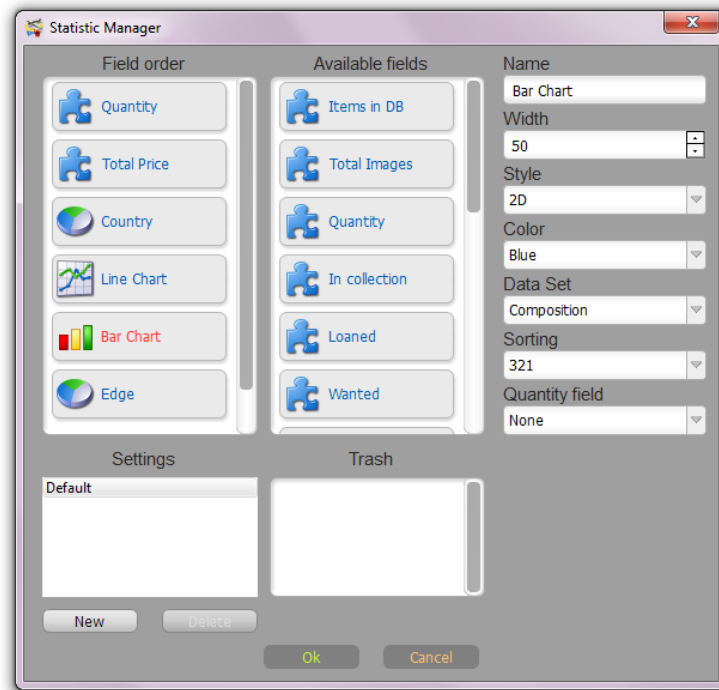 Statistic Manager
Field order
Quantity
Total Price
Country
Line Chart
Bar Chart
Edge
Available fields
Items in DB
Total Images
Quantity
In collection
Loaned
Wanted
Name
Bar Chart
Width
50
Style
2D
Color
Blue
Data Set
Composition
Sorting
321
Quantity field
None
Settings
Default
Trash
New
Delete
Ok
Cancel